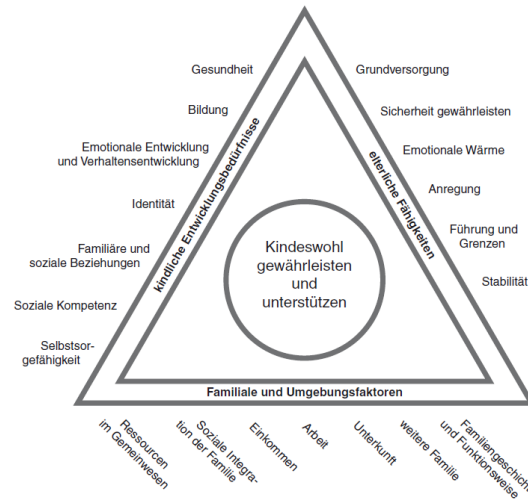 Gesundheit
Bildung
Emotionale Entwicklung
und Verhaltensentwicklung
Identität
Familiäre und
soziale Beziehungen
Soziale Kompetenz
Selbstsor-
gefähigkeit
kindliche Entwicklungsbedürfnisse
Kindeswohl
gewährleisten
und
unterstützen
elterliche Fähigkeiten
Grundversorgung
Sicherheit gewährleisten
Emotionale Wärme
Anregung
Führung und
Grenzen
Stabilität
Familiale und Umgebungsfaktoren
Ressourcen
im Gemeinwesen
Soziale Integra-
tion der Familie
Einkommen
Arbeit
Unterkunft
weitere Familie
Familiengeschichte
und Funktionsweise